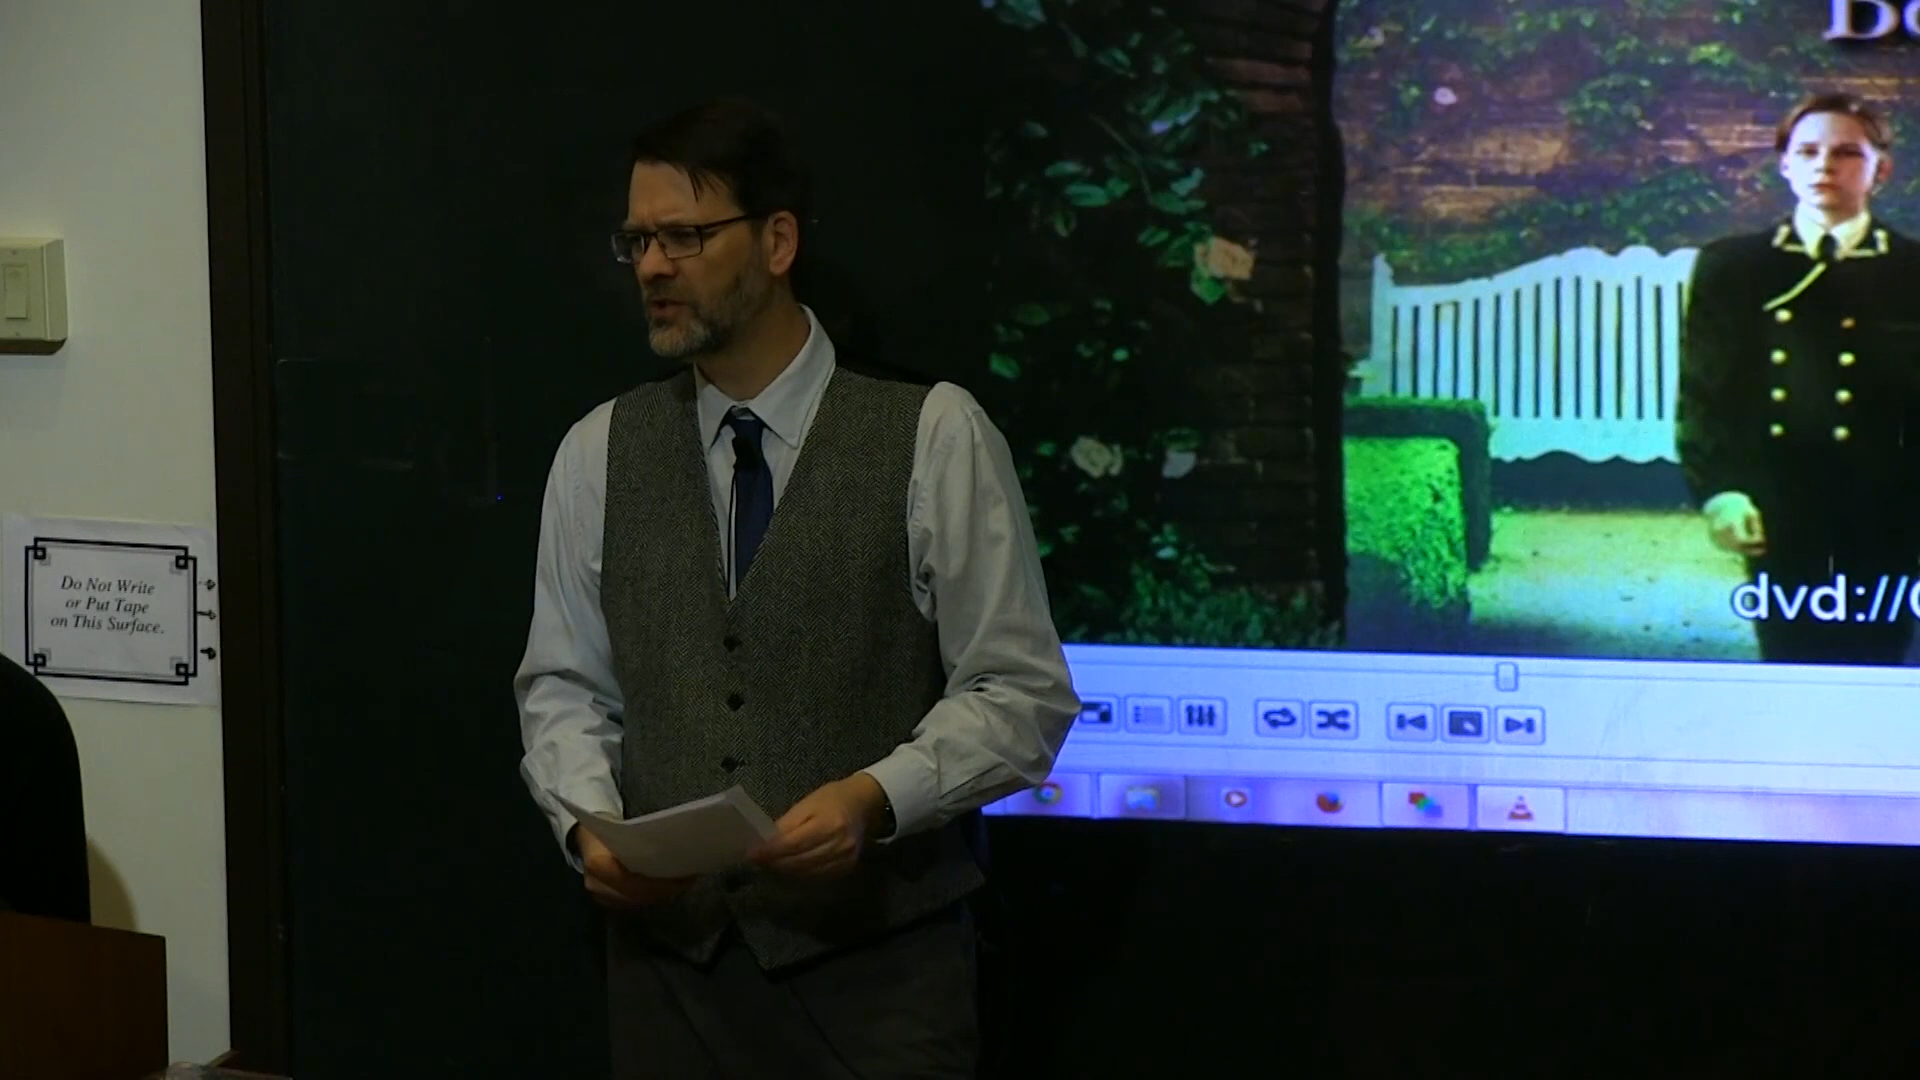 Do Not Write
or Put Tape
on This Surface.
dvd://